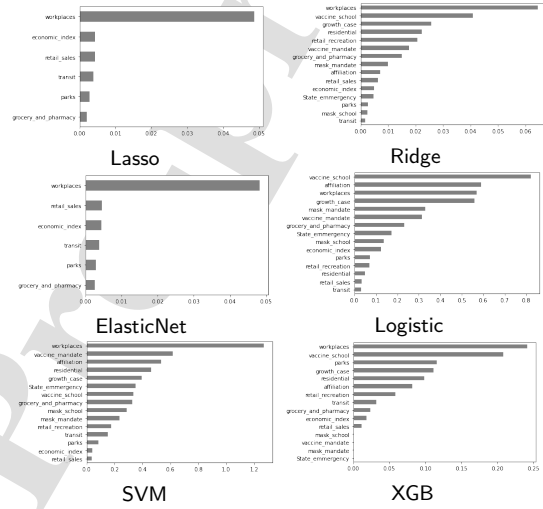 workplaces
economic_index
retail_sales
transit
parks
grocery_and_pharmacy
0.00 0.01 0.02 0.03 0.04 0.05
Lasso
workplaces
vaccine_school
growth_case
residential
retail_recreation
vaccine_mandate
grocery_and_pharmacy
mask_mandate
affiliation
retail_sales
economic_index
State_emmergency
parks
mask_school
transit
0.00 0.01 0.02 0.03 0.04 0.05 0.06
Ridge
workplaces
retail_sales
economic_index
transit
parks
grocery_and_pharmacy
0.00 0.01 0.02 0.03 0.04 0.05
ElasticNet
vaccine_school
affiliation
workplaces
growth_case
mask_mandate
vaccine_mandate
grocery_and_pharmacy
State_emmergency
mask_school
economic_index
parks
retail_recreation
residential
retail_sales
transit
0.0 0.1 0.2 0.3 0.4 0.5 0.6 0.7 0.8
Logistic
workplaces
vaccine_mandate
affiliation
residential
growth_case
State_emmergency
vaccine_school
grocery_and_pharmacy
mask_school
mask_mandate
retail_recreation
transit
parks
economic_index
retail_sales
0.0 0.2 0.4 0.6 0.8 1.0 1.2
SVM
workplaces
vaccine_school
parks
growth_case
residential
affiliation
retail_recreation
transit
grocery_and_pharmacy
economic_index
retail_sales
mask_school
vaccine_mandate
mask_mandate
State_emmergency
0.00 0.05 0.10 0.15 0.20 0.25
XGB